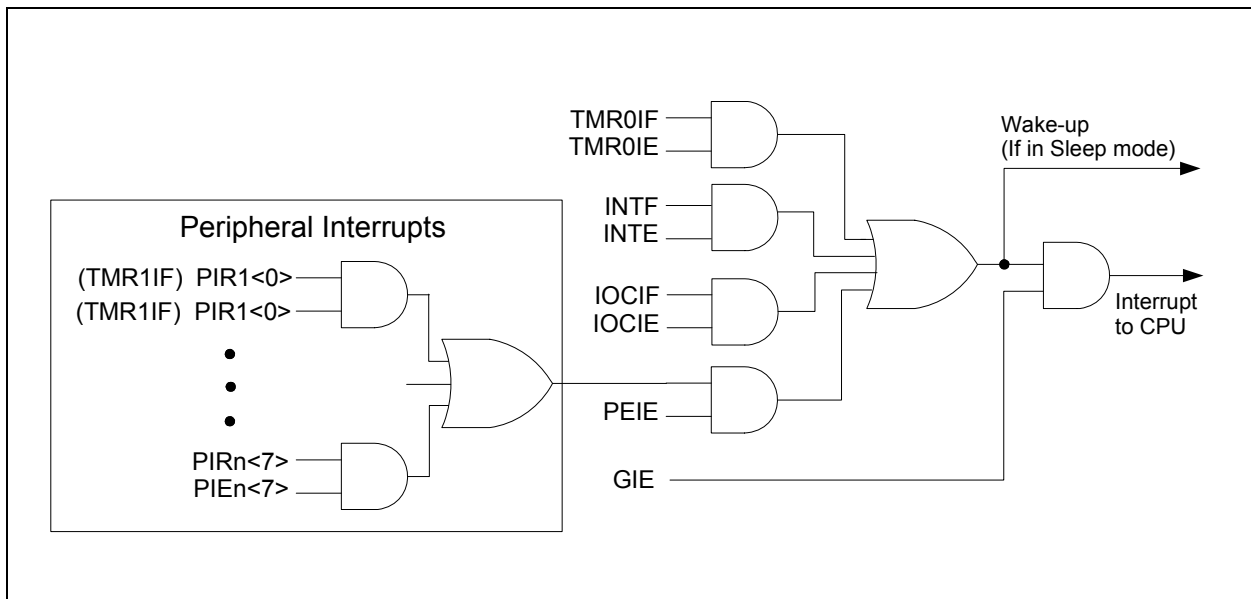 TMR0IF
TMR0IE
Wake-up
(If in Sleep mode)
INTF
INTE
Peripheral Interrupts
(TMR1IF) PIR1<0>
(TMR1IF) PIR1<0>
IOCIF
IOCIE
Interrupt
to CPU
PEIE
PIRn<7>
PIEn<7>
GIE